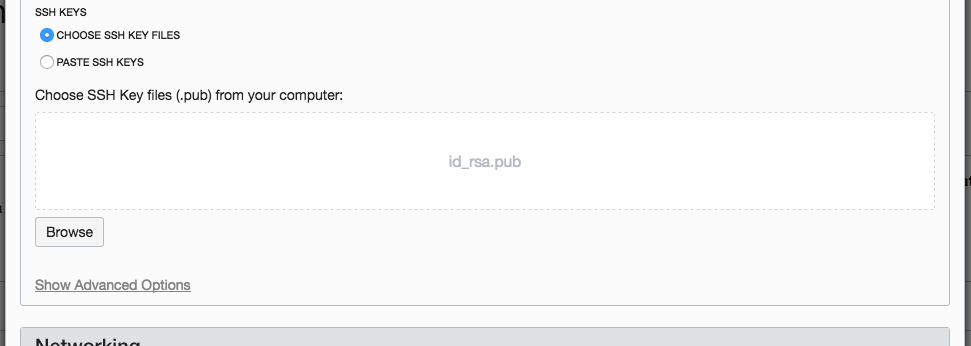 SSH KEYS
CHOOSE SSH KEY FILES
PASTE SSH KEYS
Choose SSH Key files (.pub) from your computer:
id_rsa.pub
Browse
Show Advanced Options
Networking